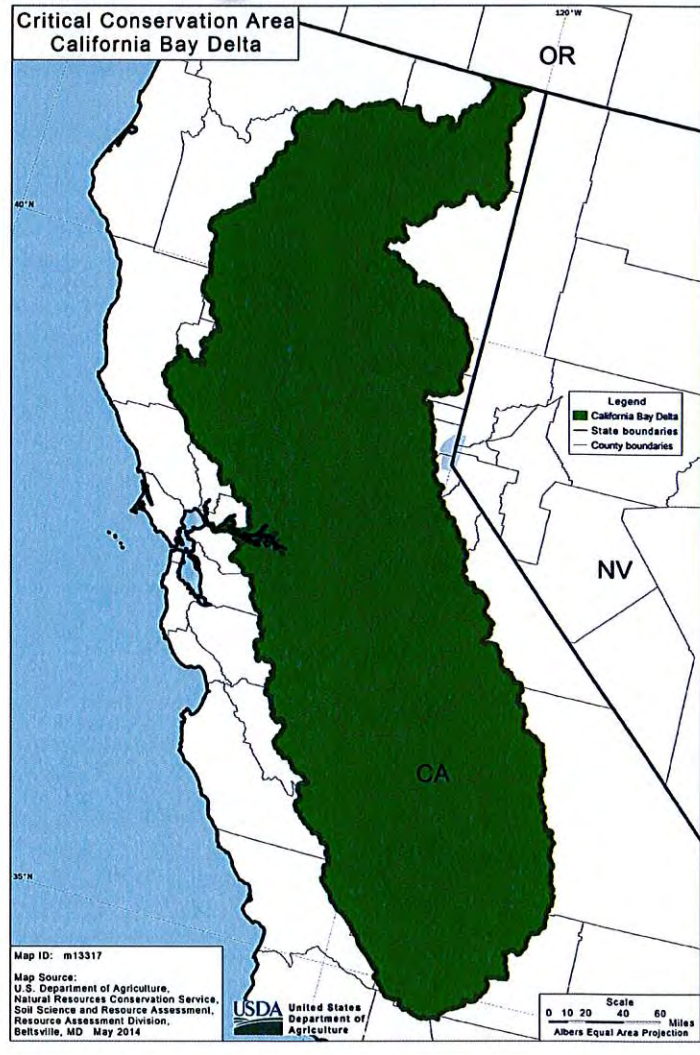 Critical Conservation Area
California Bay Delta
120°W
OR
40°N
Legend
California Bay Delta
State boundaries
County boundaries
NV
CA
35°N
Map ID: m13317
Map Source:
U.S. Department of Agriculture,
Natural Resources Conservation Service,
Soil Science and Resource Assessment,
Resource Assessment Division,
Beltsville, MD May 2014
USDA United States
Department of
Agriculture
Scale
0 10 20 40 60
Miles
Albers Equal Area Projection